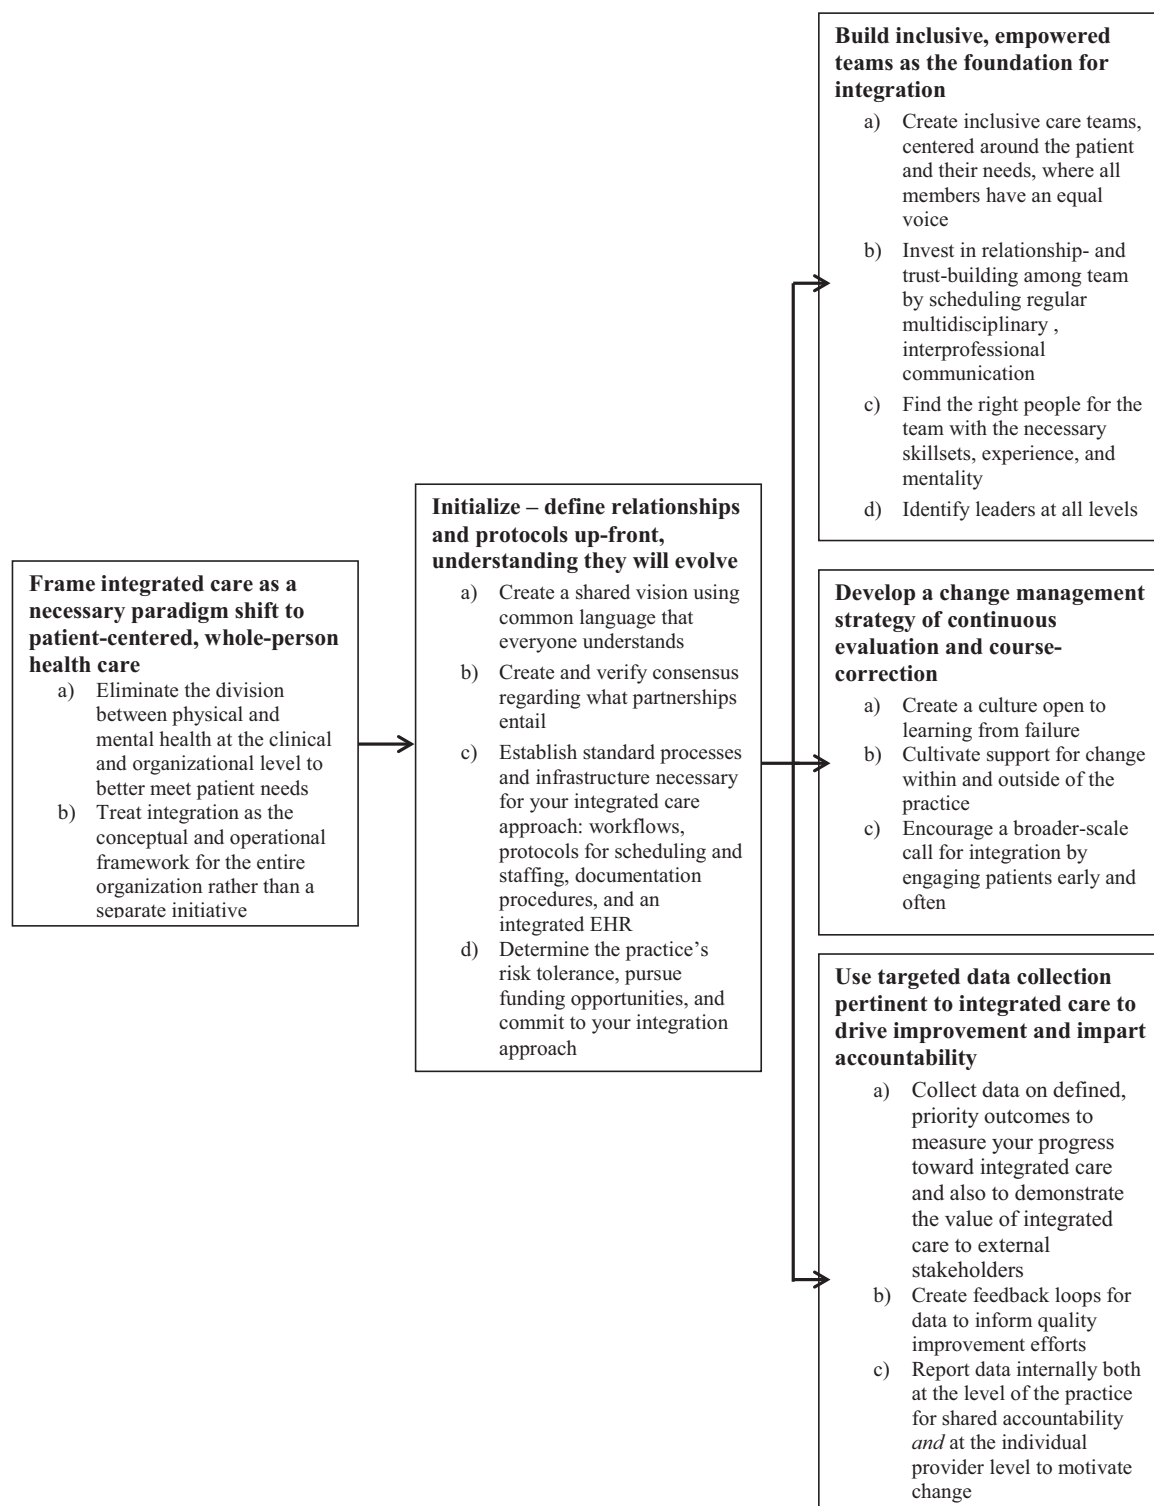 Frame integrated care as a
necessary paradigm shift to
patient-centered, whole-person
health care
a) Eliminate the division
between physical and
mental health at the clinical
and organizational level to
better meet patient needs
b) Treat integration as the
conceptual and operational
framework for the entire
organization rather than a
separate initiative
Initialize – define relationships
and protocols up-front,
understanding they will evolve
a) Create a shared vision using
common language that
everyone understands
b) Create and verify consensus
regarding what partnerships
entail
c) Establish standard processes
and infrastructure necessary
for your integrated care
approach: workflows,
protocols for scheduling and
staffing, documentation
procedures, and an
integrated EHR
d) Determine the practice’s
risk tolerance, pursue
funding opportunities, and
commit to your integration
approach
Build inclusive, empowered
teams as the foundation for
integration
a) Create inclusive care teams,
centered around the patient
and their needs, where all
members have an equal
voice
b) Invest in relationship- and
trust-building among team
by scheduling regular
multidisciplinary ,
interprofessional
communication
c) Find the right people for the
team with the necessary
skillsets, experience, and
mentality
d) Identify leaders at all levels
Develop a change management
strategy of continuous
evaluation and course-
correction
a) Create a culture open to
learning from failure
b) Cultivate support for change
within and outside of the
practice
c) Encourage a broader-scale
call for integration by
engaging patients early and
often
Use targeted data collection
pertinent to integrated care to
drive improvement and impart
accountability
a) Collect data on defined,
priority outcomes to
measure your progress
toward integrated care
and also to demonstrate
the value of integrated
care to external
stakeholders
b) Create feedback loops for
data to inform quality
improvement efforts
c) Report data internally both
at the level of the practice
for shared accountability
and at the individual
provider level to motivate
change